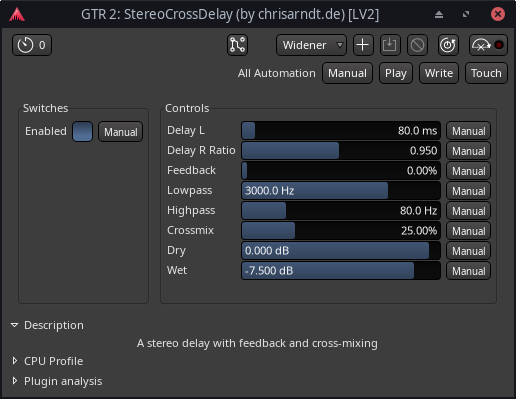 GTR 2: StereoCrossDelay (by chrisarndt.de) [LV2]
0 Widener
All Automation Manual Play Write Touch
Switches Controls
Enabled Manual
Delay L 80.0 ms Manual
Delay R Ratio 0.950 Manual
Feedback 0.00% Manual
Lowpass 3000.0 Hz Manual
Highpass 80.0 Hz Manual
Crossmix 25.00% Manual
Dry 0.000 dB Manual
Wet -7.500 dB Manual
Description
A stereo delay with feedback and cross-mixing
CPU Profile
Plugin analysis